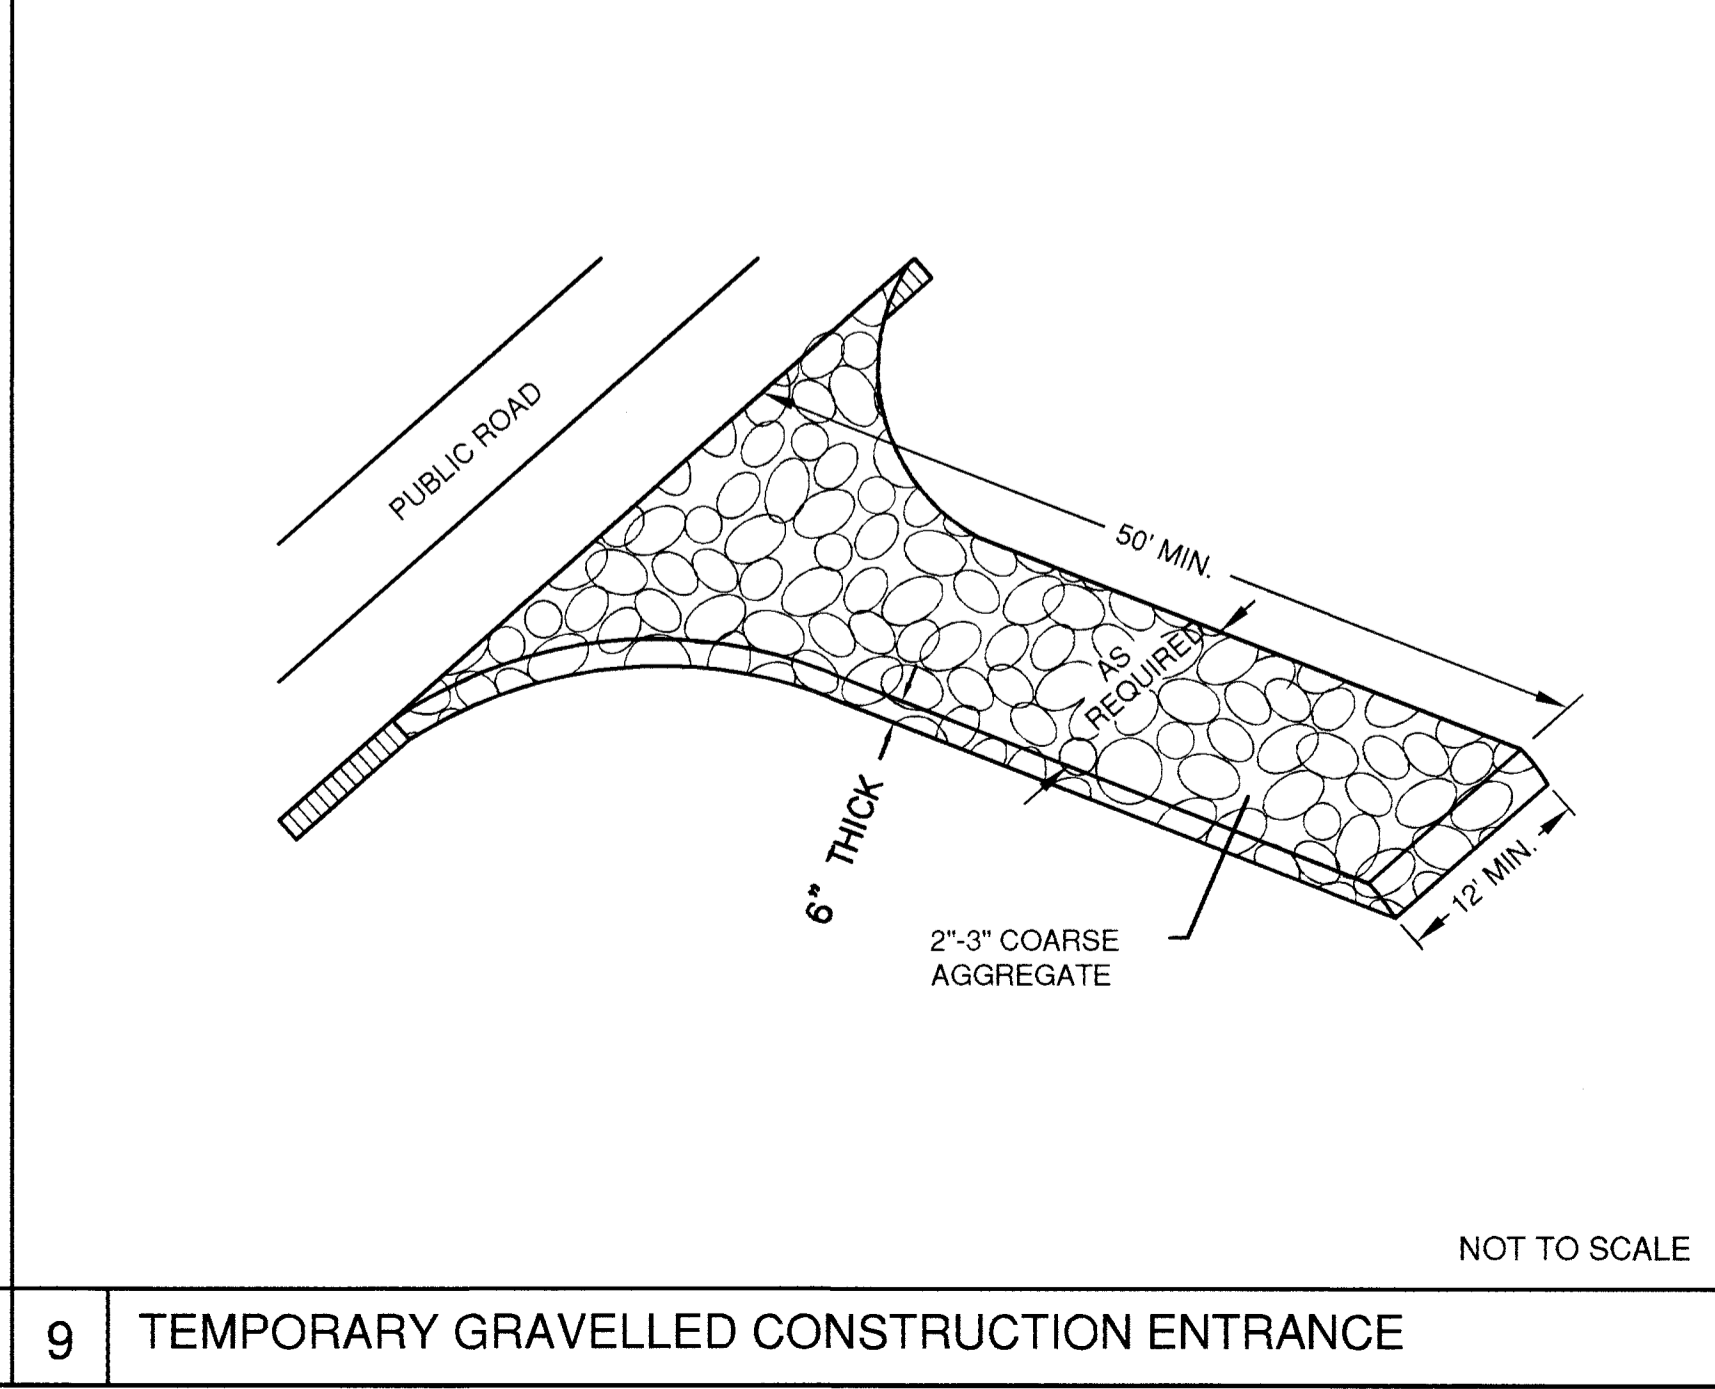 PUBLIC ROAD
50' MIN.
AS
REQUIRED
6" THICK
12' MIN.
2"-3" COARSE
AGGREGATE
NOT TO SCALE
9
TEMPORARY GRAVELLED CONSTRUCTION ENTRANCE